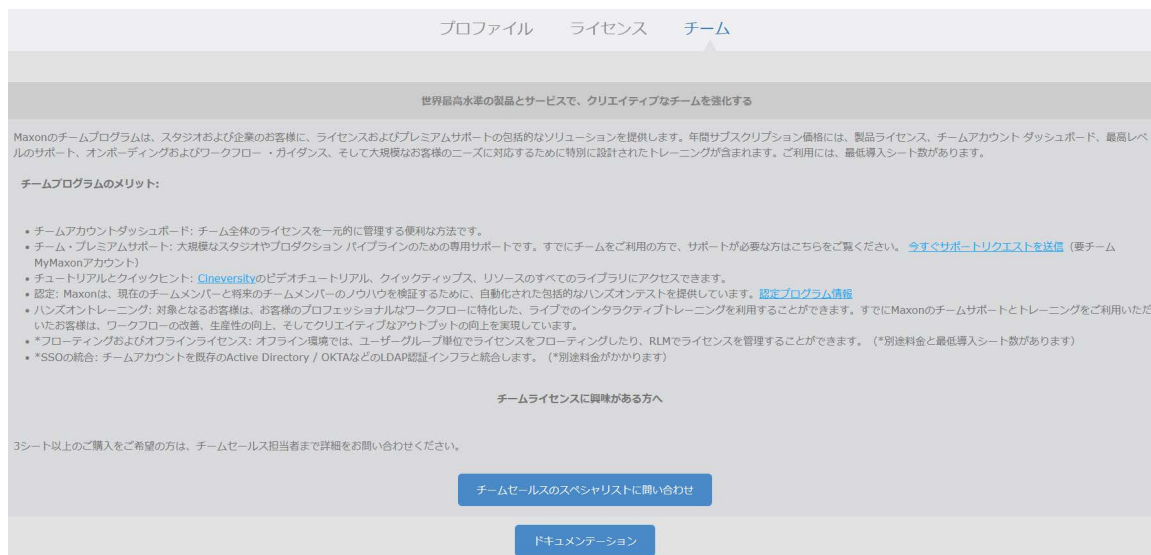 プロファイル ライセンス チーム
世界最高水準の製品とサービスで、クリエイティブなチームを強化する
Maxonのチームプログラムは、スタジオおよび企業のお客様に、ライセンスおよびプレミアムサポートの包括的なソリューションを提供します。年間サブスクリプション価格には、製品ライセンス、チームアカウント ダッシュボード、最高レベ
ルのサポート、オンボーディングおよびワークフロー ・ガイダンス、そして大規模なお客様のニーズに対応するために特別に設計されたトレーニングが含まれます。ご利用には、最低導入シート数があります。
チームプログラムのメリット:
• チームアカウントダッシュボード: チーム全体のライセンスを一元的に管理する便利な方法です。
• チーム・プレミアムサポート: 大規模なスタジオやプロダクション パイプラインのための専用サポートです。すでにチームをご利用の方で、サポートが必要な方はこちらをご覧ください。 今すぐサポートリクエストを送信 (要チーム
MyMaxonアカウント)
• チュートリアルとクイックヒント: Cineversityのビデオチュートリアル、クイックティップス、リソースのすべてのライブラリにアクセスできます。
• 認定: Maxonは、現在のチームメンバーと将来のチームメンバーのノウハウを検証するために、自動化された包括的なハンズオンテストを提供しています。認定プログラム情報
• ハンズオントレーニング: 対象となるお客様は、お客様のプロフェッショナルなワークフローに特化した、ライブでのインタラクティブトレーニングを利用することができます。すでにMaxonのチームサポートとトレーニングをご利用いただ
いたお客様は、ワークフローの改善、生産性の向上、そしてクリエイティブなアウトプットの向上を実現しています。
• *フローティングおよびオフラインライセンス: オフライン環境では、ユーザーグループ単位でライセンスをフローティングしたり、RLMでライセンスを管理することができます。 (*別途料金と最低導入シート数があります)
• *SSOの統合: チームアカウントを既存のActive Directory / OKTAなどのLDAP認証インフラと統合します。 (*別途料金がかかります)
チームライセンスに興味がある方へ
3シート以上のご購入をご希望の方は、チームセールス担当者まで詳細をお問い合わせください。
チームセールスのスペシャリストに問い合わせ
ドキュメンテーション